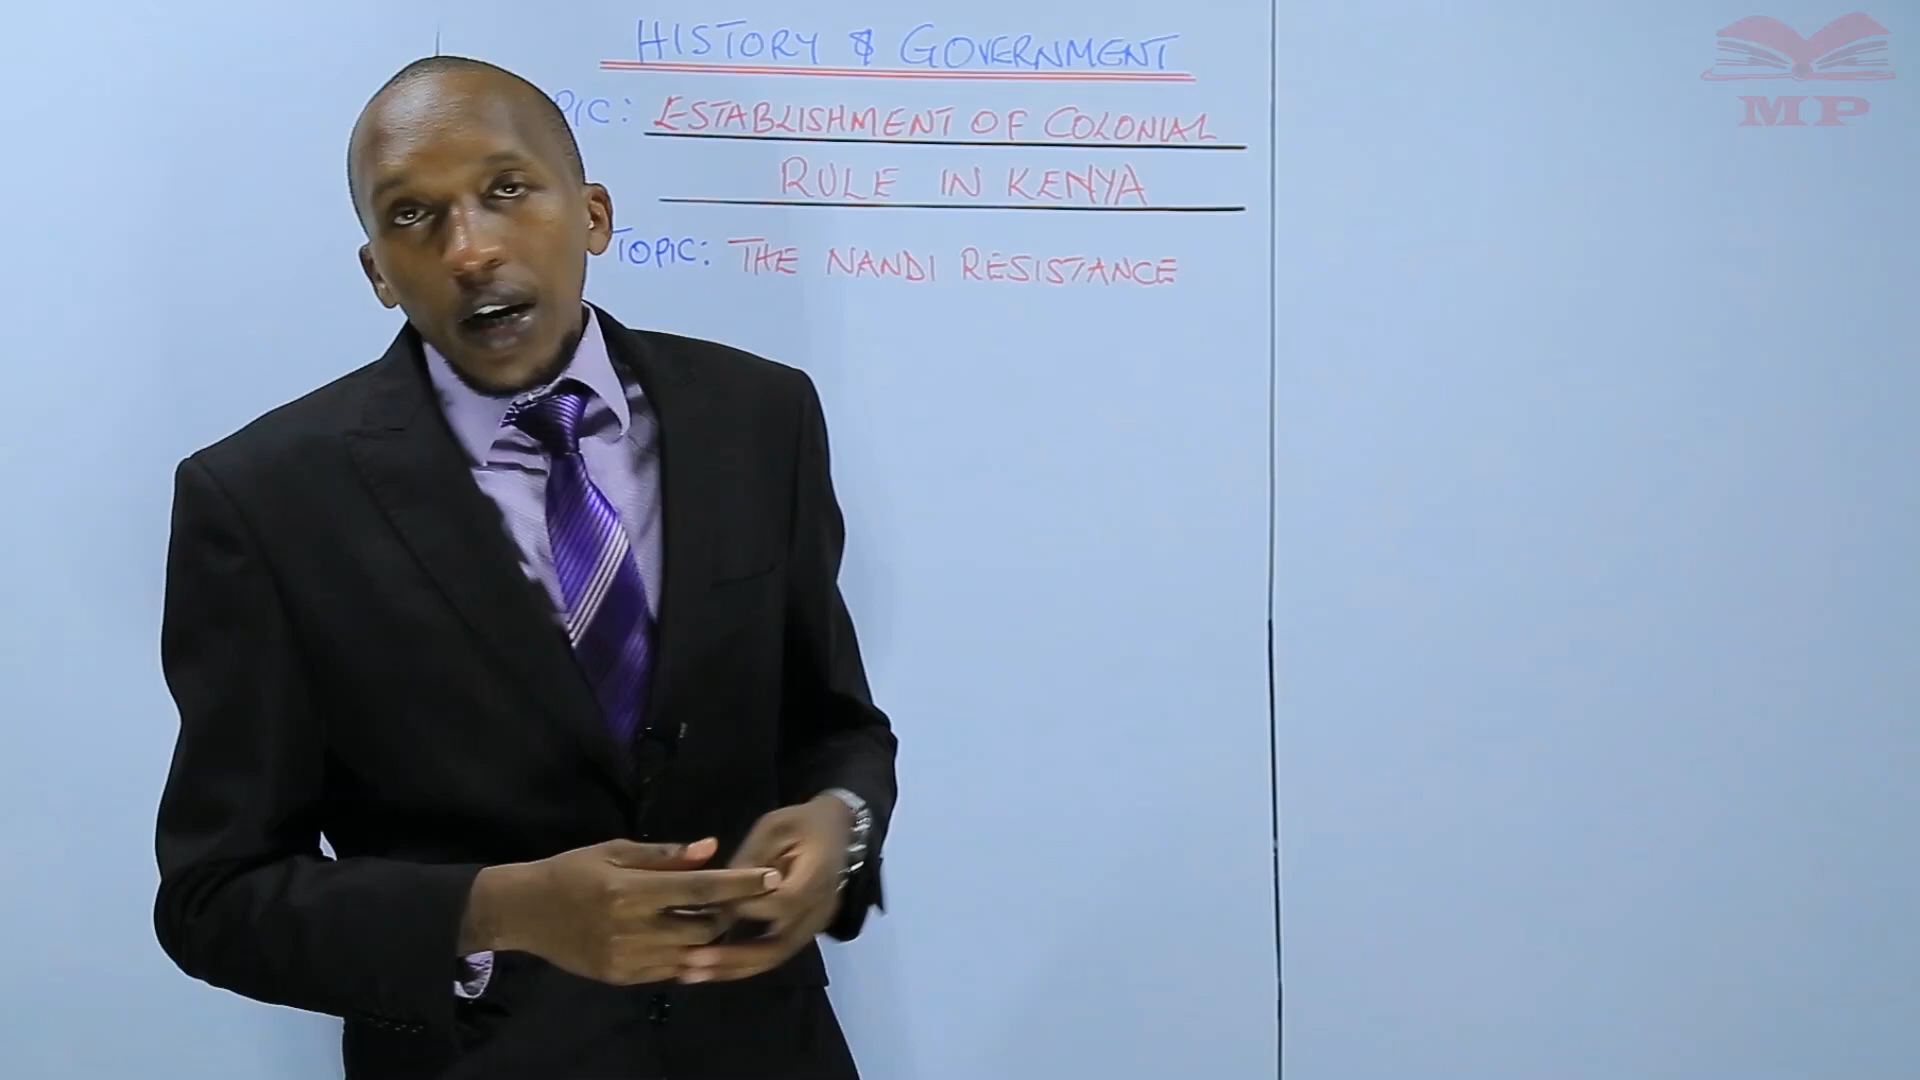 HISTORY & GOVERNMENT
PIC: ESTABLISHMENT OF COLONIAL
RULE IN KENYA
TOPIC: THE NANDI RESISTANCE
MP